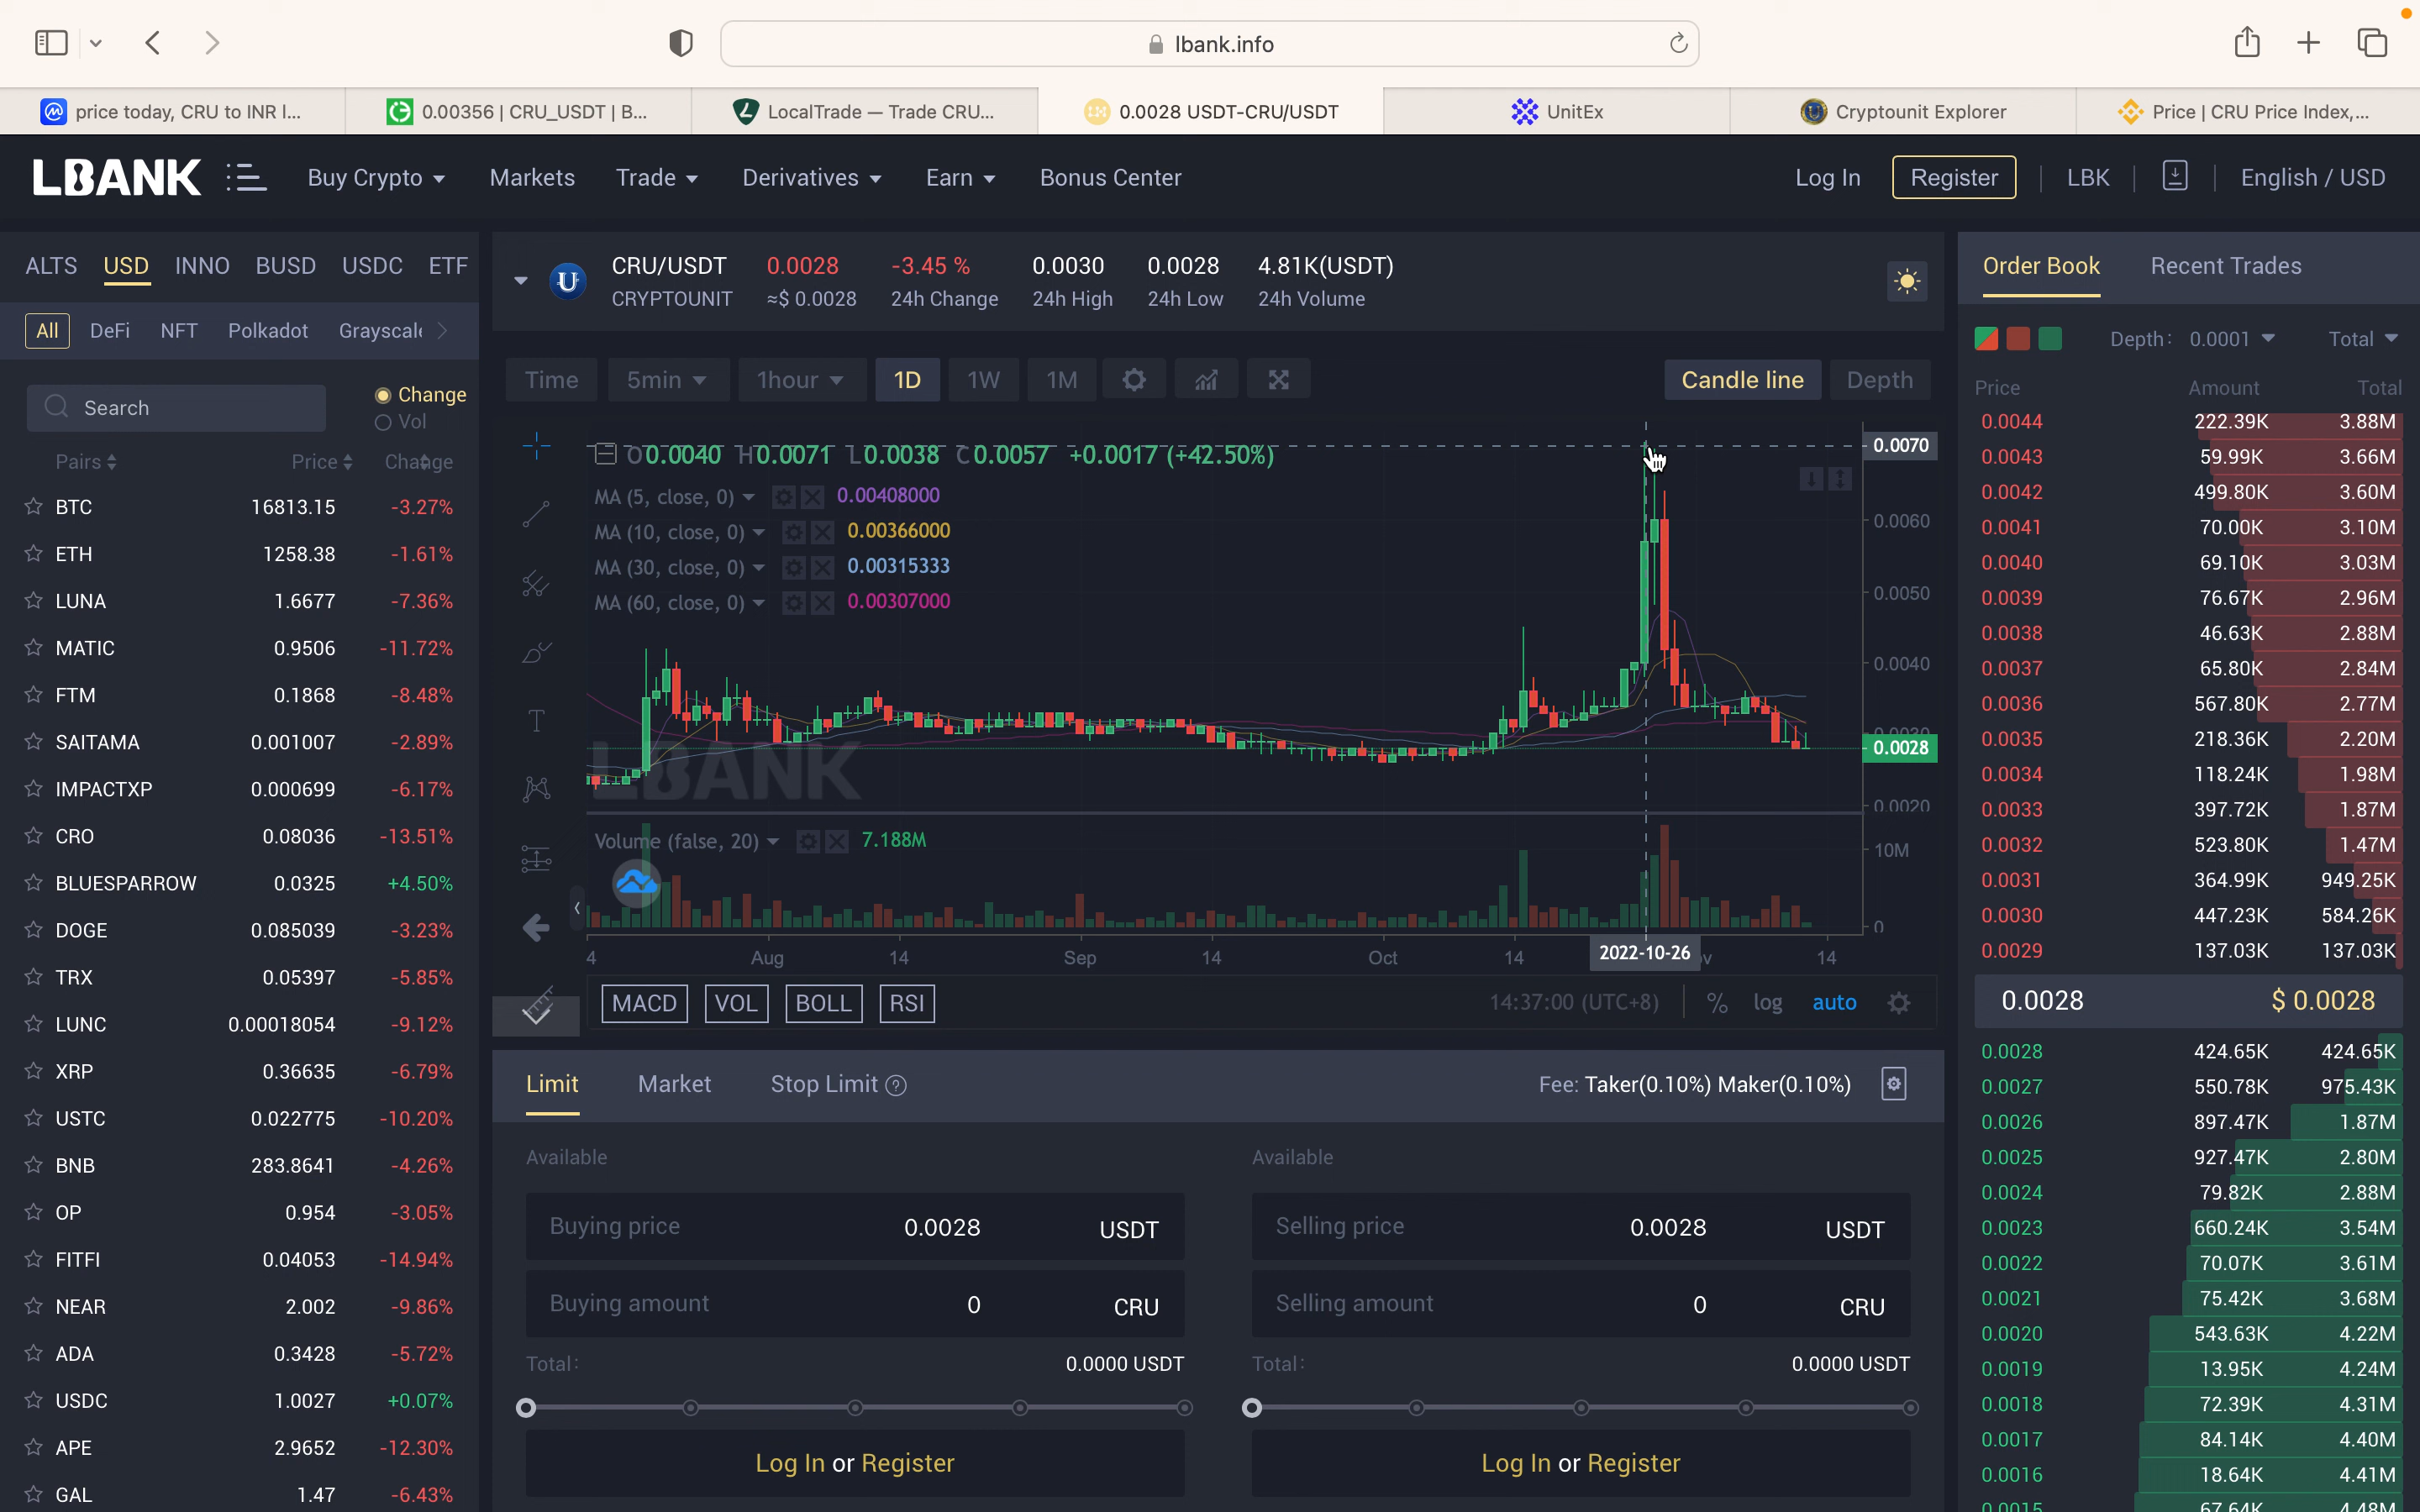 lbank.info
price today, CRU to INR l...
0.00356 | CRU_USDT | B...
LocalTrade — Trade CRU...
0.0028 USDT-CRU/USDT
UnitEx
Cryptounit Explorer
Price | CRU Price Index,...
LBANK
Buy Crypto
Markets
Trade
Derivatives
Earn
Bonus Center
Log In
Register
LBK
English / USD
ALTS USD INNO BUSD USDC ETF
All DeFi NFT Polkadot Grayscale
Search
Change
Vol
Pairs Price Change
BTC 16813.15 -3.27%
ETH 1258.38 -1.61%
LUNA 1.6677 -7.36%
MATIC 0.9506 -11.72%
FTM 0.1868 -8.48%
SAITAMA 0.001007 -2.89%
IMPACTXP 0.000699 -6.17%
CRO 0.08036 -13.51%
BLUESPARROW 0.0325 +4.50%
DOGE 0.085039 -3.23%
TRX 0.05397 -5.85%
LUNC 0.00018054 -9.12%
XRP 0.36635 -6.79%
USTC 0.022775 -10.20%
BNB 283.8641 -4.26%
OP 0.954 -3.05%
FITFI 0.04053 -14.94%
NEAR 2.002 -9.86%
ADA 0.3428 -5.72%
USDC 1.0027 +0.07%
APE 2.9652 -12.30%
GAL 1.47 -6.43%
CRU/USDT 0.0028 -3.45 % 0.0030 0.0028 4.81K(USDT)
CRYPTOUNIT ≈$ 0.0028 24h Change 24h High 24h Low 24h Volume
Time 5min 1hour 1D 1W 1M
Candle line Depth
O0.0040 H0.0071 L0.0038 C0.0057 +0.0017 (+42.50%)
MA (5, close, 0) 0.00408000
MA (10, close, 0) 0.00366000
MA (30, close, 0) 0.00315333
MA (60, close, 0) 0.00307000
0.0070
0.0060
0.0050
0.0040
0.0030
0.0028
0.0020
LBANK
Volume (false, 20) 7.188M
10M
0
4 Aug 14 Sep 14 Oct 14 2022-10-26 14
MACD VOL BOLL RSI
14:37:00 (UTC+8) % log auto
Limit Market Stop Limit
Fee: Taker(0.10%) Maker(0.10%)
Available
Buying price 0.0028 USDT
Buying amount 0 CRU
Total: 0.0000 USDT
Log In or Register
Available
Selling price 0.0028 USDT
Selling amount 0 CRU
Total: 0.0000 USDT
Log In or Register
Order Book Recent Trades
Depth: 0.0001 Total
Price Amount Total
0.0044 222.39K 3.88M
0.0043 59.99K 3.66M
0.0042 499.80K 3.60M
0.0041 70.00K 3.10M
0.0040 69.10K 3.03M
0.0039 76.67K 2.96M
0.0038 46.63K 2.88M
0.0037 65.80K 2.84M
0.0036 567.80K 2.77M
0.0035 218.36K 2.20M
0.0034 118.24K 1.98M
0.0033 397.72K 1.87M
0.0032 523.80K 1.47M
0.0031 364.99K 949.25K
0.0030 447.23K 584.26K
0.0029 137.03K 137.03K
0.0028 $ 0.0028
0.0028 424.65K 424.65K
0.0027 550.78K 975.43K
0.0026 897.47K 1.87M
0.0025 927.47K 2.80M
0.0024 79.82K 2.88M
0.0023 660.24K 3.54M
0.0022 70.07K 3.61M
0.0021 75.42K 3.68M
0.0020 543.63K 4.22M
0.0019 13.95K 4.24M
0.0018 72.39K 4.31M
0.0017 84.14K 4.40M
0.0016 18.64K 4.41M
0.0015 67.64K 4.48M